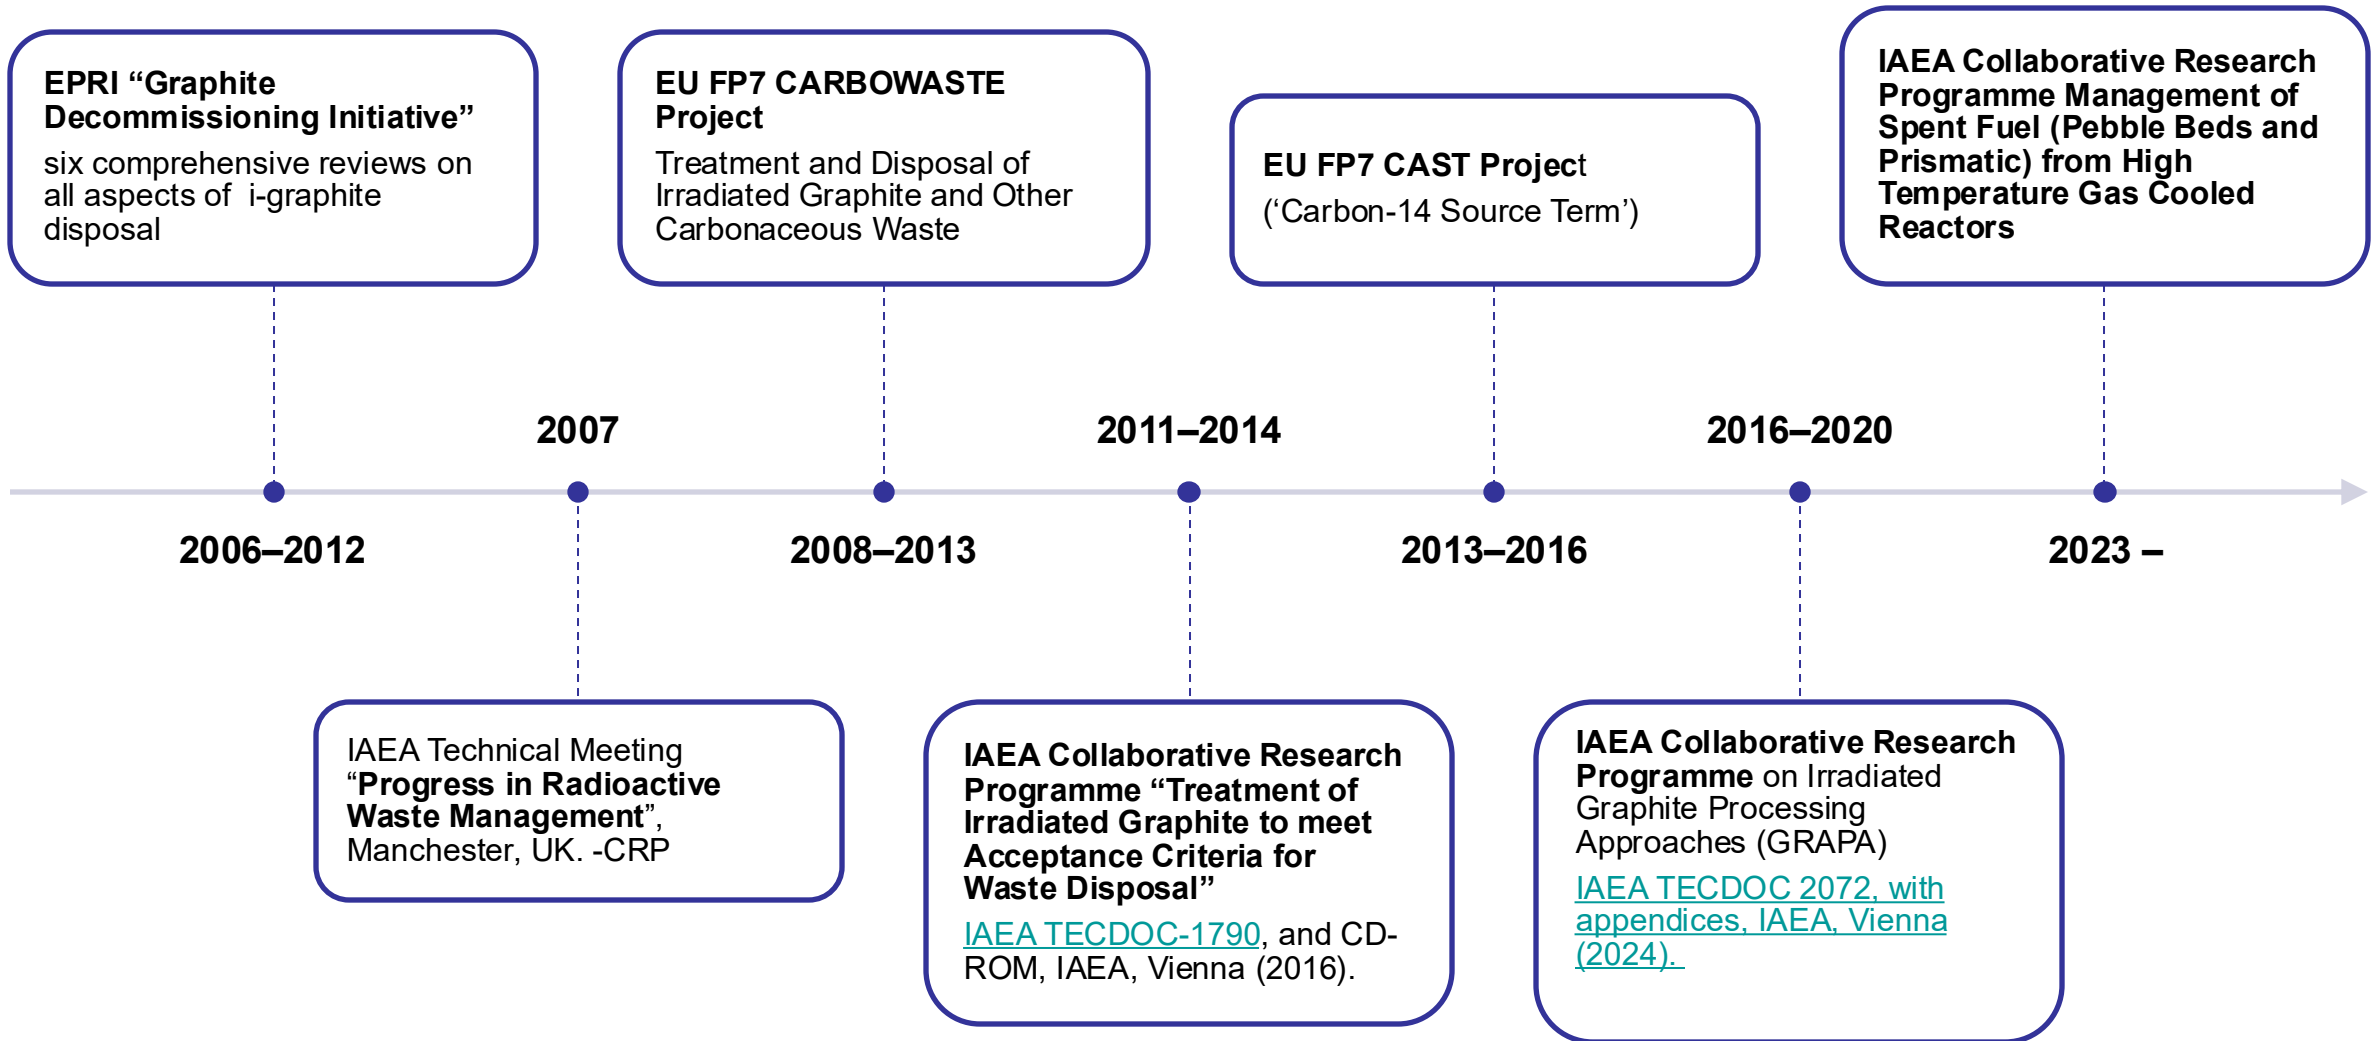 EPRI “Graphite
Decommissioning Initiative”
six comprehensive reviews on
all aspects of  i-graphite
disposal
EU FP7 CARBOWASTE
Project
Treatment and Disposal of
Irradiated Graphite and Other
Carbonaceous Waste
EU FP7 CAST Project
(‘Carbon-14 Source Term’)
IAEA Collaborative Research
Programme Management of
Spent Fuel (Pebble Beds and
Prismatic) from High
Temperature Gas Cooled
Reactors
2007
2011–2014
2016–2020
2006–2012
2008–2013
2013–2016
2023 –
IAEA Technical Meeting
“Progress in Radioactive
Waste Management”,
Manchester, UK. -CRP
IAEA Collaborative Research
Programme “Treatment of
Irradiated Graphite to meet
Acceptance Criteria for
Waste Disposal”
IAEA TECDOC-1790, and CD-
ROM, IAEA, Vienna (2016).
IAEA Collaborative Research
Programme on Irradiated
Graphite Processing
Approaches (GRAPA)
IAEA TECDOC 2072, with
appendices, IAEA, Vienna
(2024).